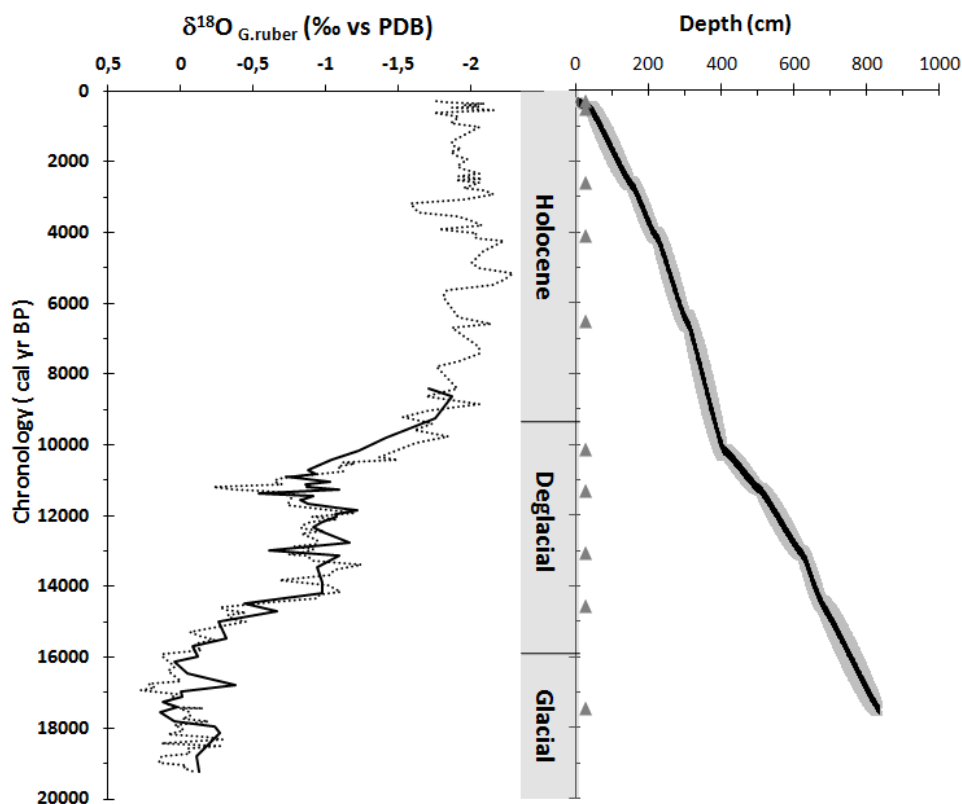 δ¹⁸O G.ruber (‰ vs PDB)
Depth (cm)
0,5 0 -0,5 -1 -1,5 -2
0 200 400 600 800 1000
0
2000
4000
6000
8000
10000
12000
14000
16000
18000
20000
Chronology ( cal yr BP)
Holocene
Deglacial
Glacial